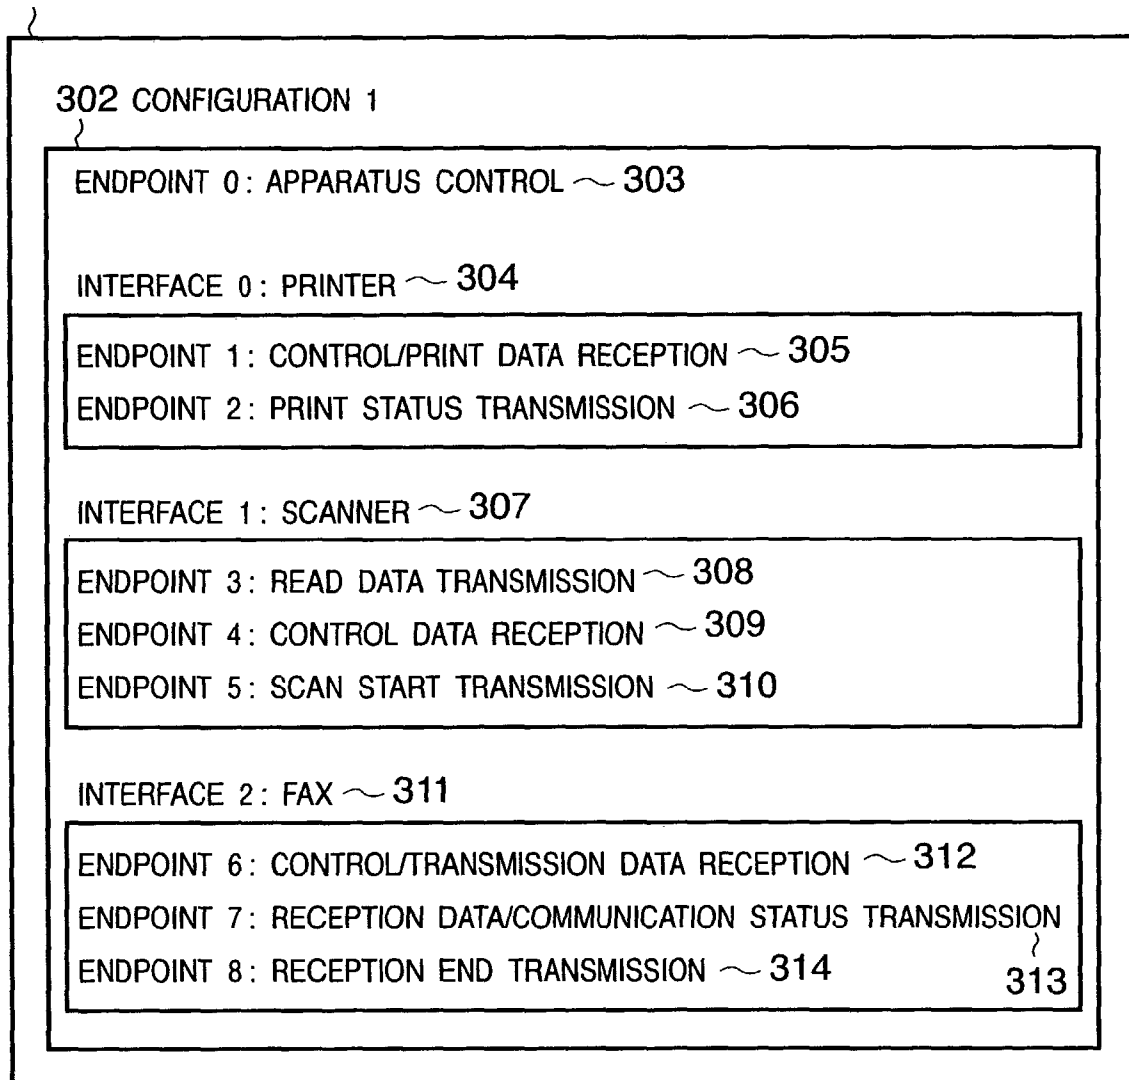 302 CONFIGURATION 1
ENDPOINT 0: APPARATUS CONTROL ~ 303
INTERFACE 0: PRINTER ~ 304
ENDPOINT 1: CONTROL/PRINT DATA RECEPTION ~ 305
ENDPOINT 2: PRINT STATUS TRANSMISSION ~ 306
INTERFACE 1: SCANNER ~ 307
ENDPOINT 3: READ DATA TRANSMISSION ~ 308
ENDPOINT 4: CONTROL DATA RECEPTION ~ 309
ENDPOINT 5: SCAN START TRANSMISSION ~ 310
INTERFACE 2: FAX ~ 311
ENDPOINT 6: CONTROL/TRANSMISSION DATA RECEPTION ~ 312
ENDPOINT 7: RECEPTION DATA/COMMUNICATION STATUS TRANSMISSION
ENDPOINT 8: RECEPTION END TRANSMISSION ~ 314
313